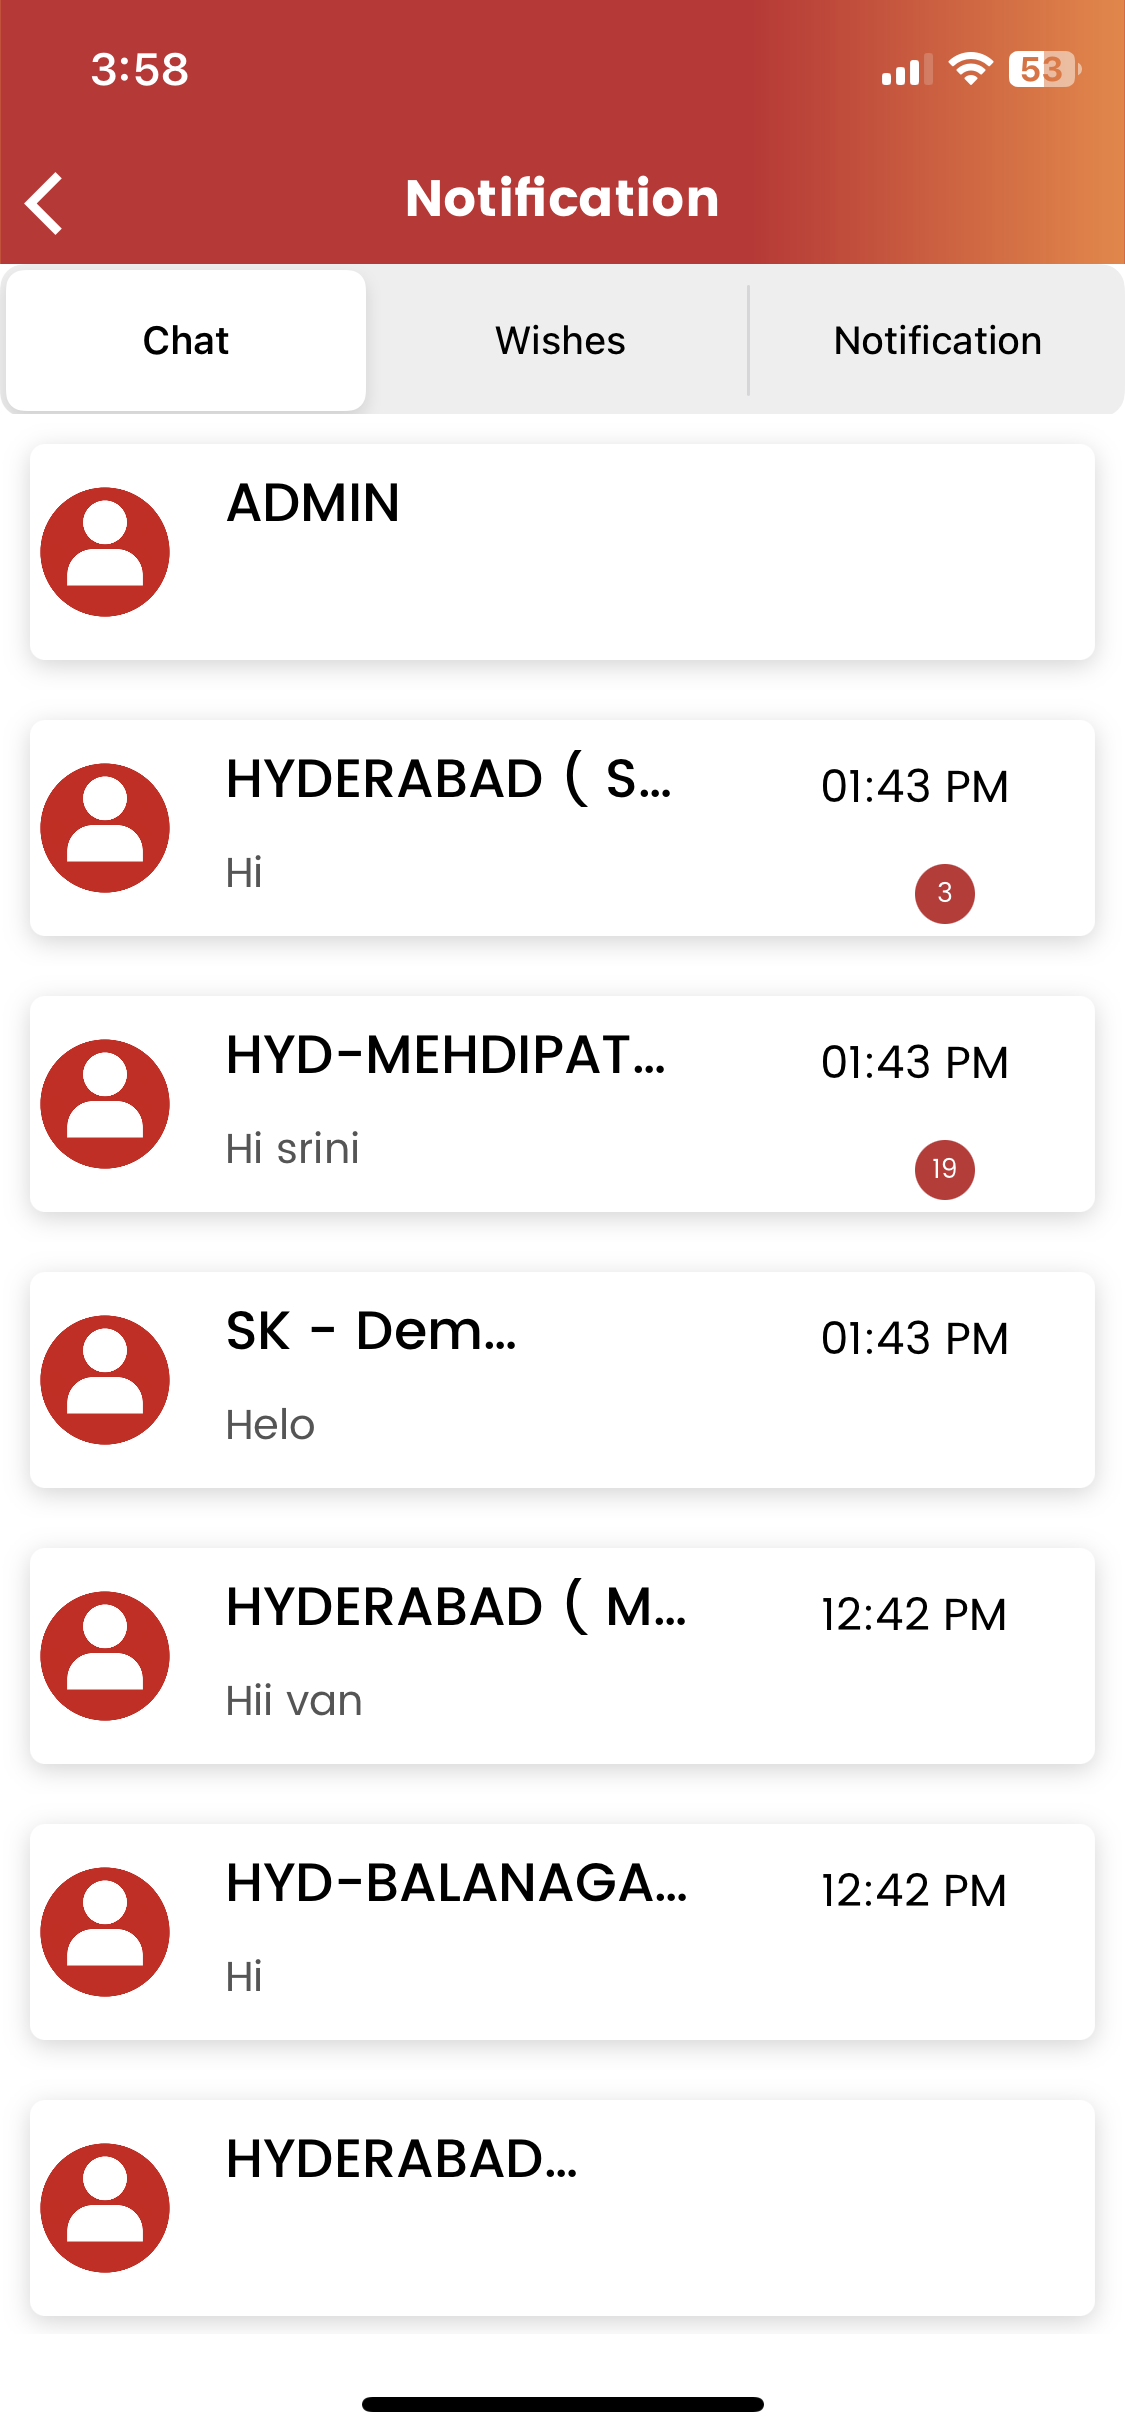 3:58
53
Notification
Chat
Wishes
Notification
ADMIN
HYDERABAD ( S...
01:43 PM
Hi
3
HYD-MEHDIPAT...
01:43 PM
Hi srini
19
SK - Dem...
01:43 PM
Helo
HYDERABAD ( M...
12:42 PM
Hii van
HYD-BALANAGA...
12:42 PM
Hi
HYDERABAD...